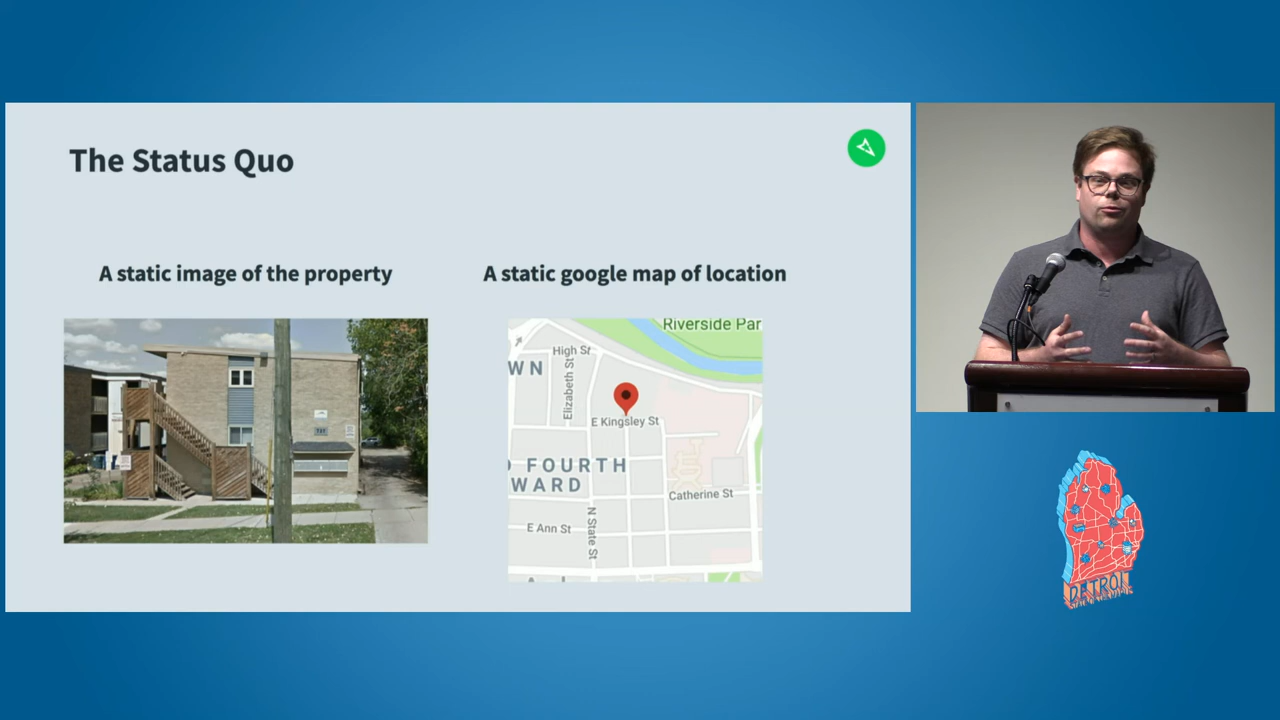 The Status Quo
A static image of the property
A static google map of location
Riverside Par
High St
WN
Elizabeth St
E Kingsley St
FOURTH
WARD
Catherine St
E Ann St
N State St
DETROIT